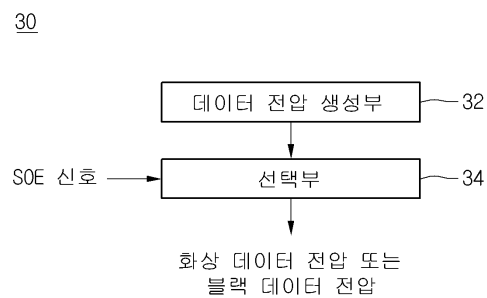 30
데이터 전압 생성부
32
SOE 신호
선택부
34
화상 데이터 전압 또는
블랙 데이터 전압